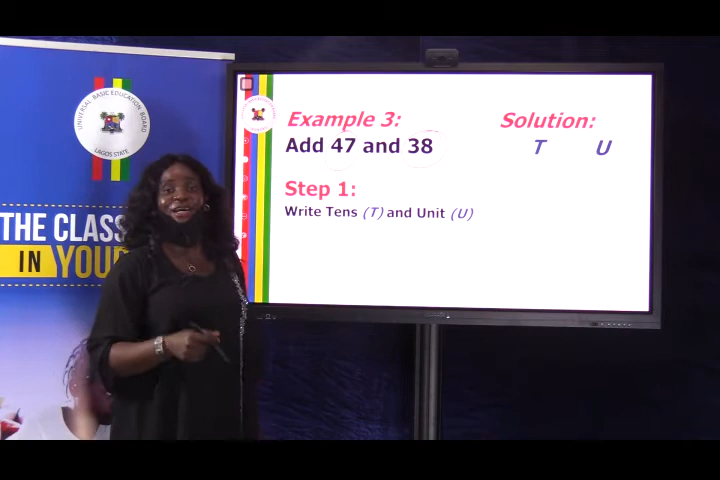 UNIVERSAL BASIC EDUCATION BOARD
LAGOS STATE
THE CLASS
IN YOUR
Example 3:
Add 47 and 38
Step 1:
Write Tens (T) and Unit (U)
Solution:
T U